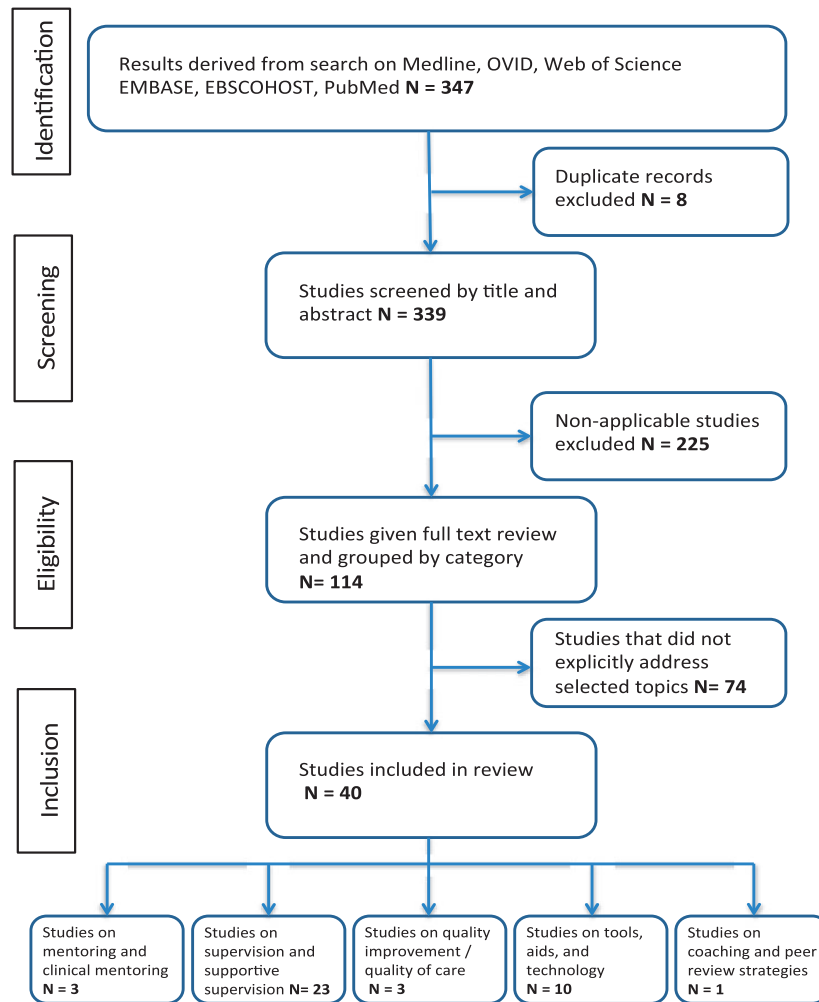 Identification
Results derived from search on Medline, OVID, Web of Science
EMBASE, EBSCOHOST, PubMed N = 347
Duplicate records
excluded N = 8
Screening
Studies screened by title and
abstract N = 339
Non-applicable studies
excluded N = 225
Eligibility
Studies given full text review
and grouped by category
N= 114
Studies that did not
explicitly address
selected topics N= 74
Inclusion
Studies included in review
N = 40
Studies on
mentoring and
clinical mentoring
N = 3
Studies on
supervision and
supportive
supervision N= 23
Studies on quality
improvement /
quality of care
N = 3
Studies on tools,
aids, and
technology
N = 10
Studies on
coaching and peer
review strategies
N = 1